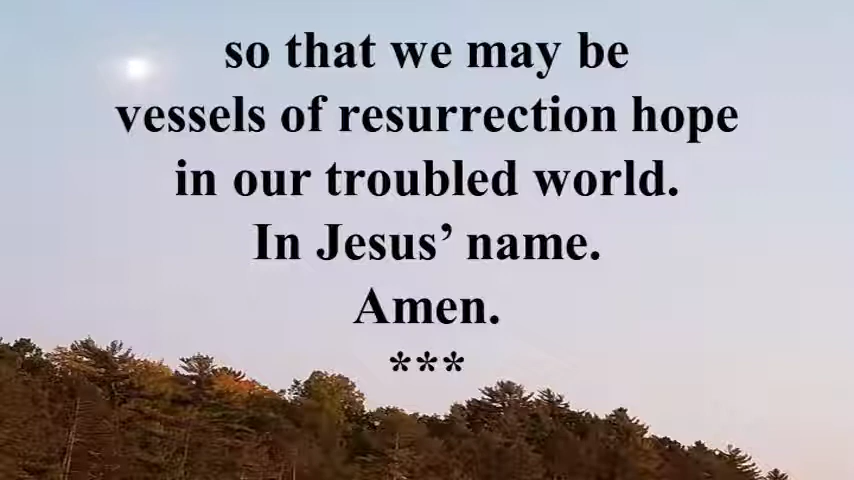 so that we may be
vessels of resurrection hope
in our troubled world.
In Jesus’ name.
Amen.
***